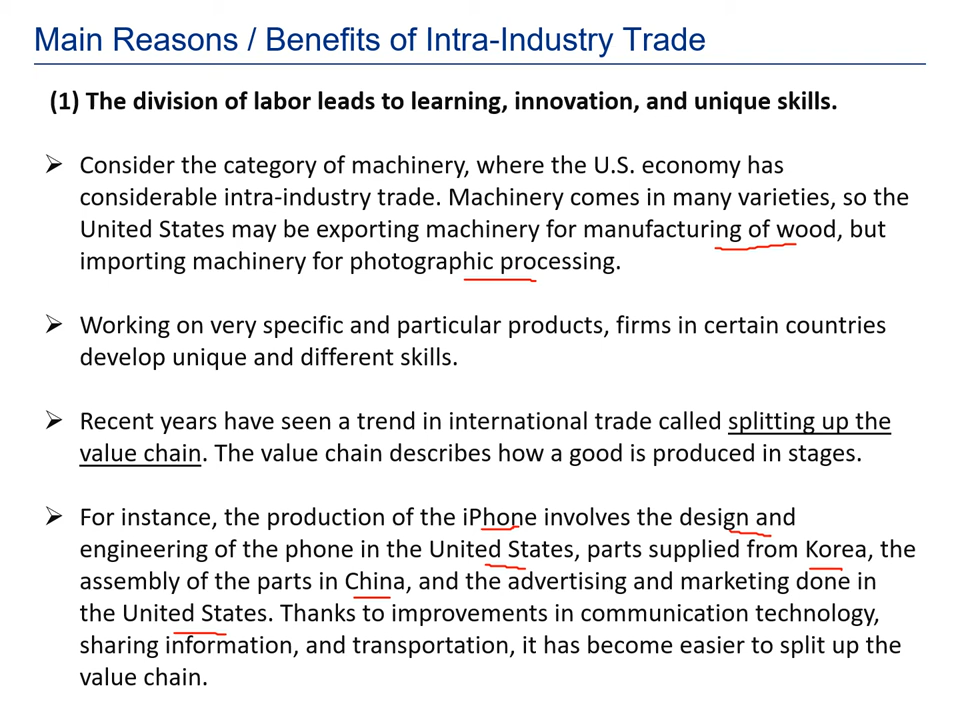 Main Reasons / Benefits of Intra-Industry Trade
(1) The division of labor leads to learning, innovation, and unique skills.
➢ Consider the category of machinery, where the U.S. economy has
considerable intra-industry trade. Machinery comes in many varieties, so the
United States may be exporting machinery for manufacturing of wood, but
importing machinery for photographic processing.
➢ Working on very specific and particular products, firms in certain countries
develop unique and different skills.
➢ Recent years have seen a trend in international trade called splitting up the
value chain. The value chain describes how a good is produced in stages.
➢ For instance, the production of the iPhone involves the design and
engineering of the phone in the United States, parts supplied from Korea, the
assembly of the parts in China, and the advertising and marketing done in
the United States. Thanks to improvements in communication technology,
sharing information, and transportation, it has become easier to split up the
value chain.